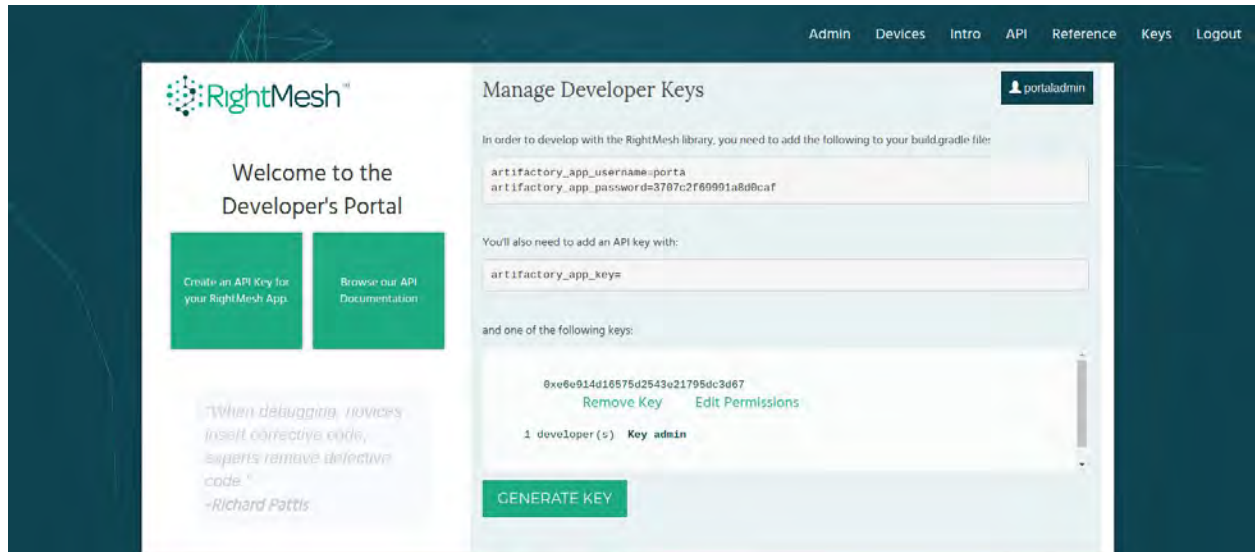 Admin Devices Intro API Reference Keys Logout
RightMesh™
Welcome to the
Developer's Portal
Create an API Key for
your RightMesh App.
Browse our API
Documentation
"When debugging, novices
insert corrective code,
experts remove defective
code."
-Richard Pattis
Manage Developer Keys
portaladmin
In order to develop with the RightMesh library, you need to add the following to your build.gradle file:
artifactory_app_username=porta
artifactory_app_password=3707c2f69991a8d0caf
You'll also need to add an API key with:
artifactory_app_key=
and one of the following keys:
0xe6e914d16575d2543e21795dc3d67
Remove Key Edit Permissions
1 developer(s) Key admin
GENERATE KEY